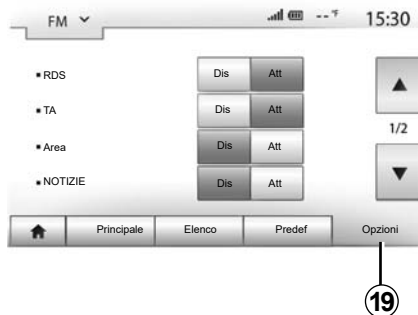 FM --°F 15:30
RDS Dis Att
TA Dis Att
1/2
Area Dis Att
NOTIZIE Dis Att
Principale Elenco Predef Opzioni
19